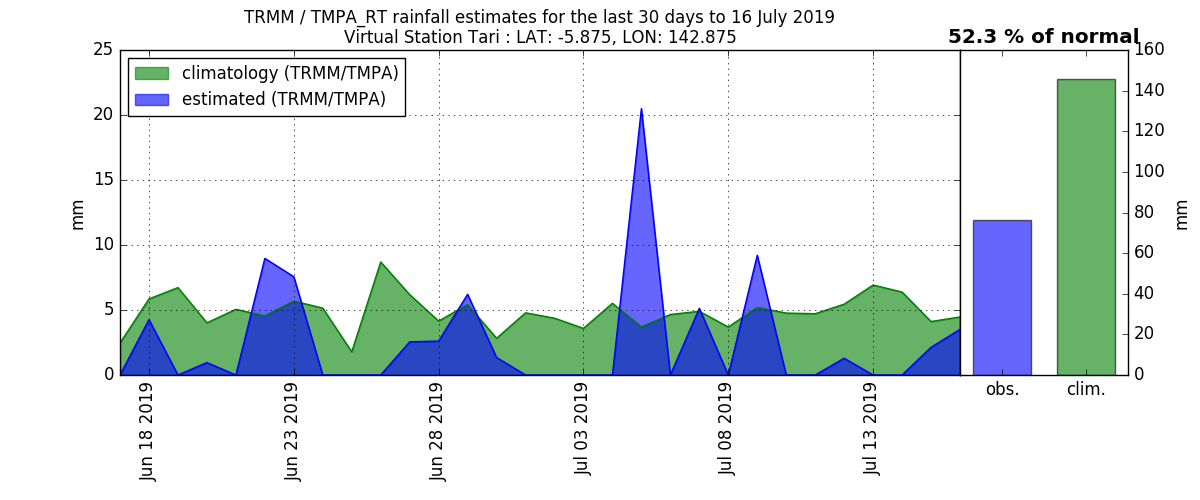 TRMM / TMPA_RT rainfall estimates for the last 30 days to 16 July 2019
Virtual Station Tari : LAT: -5.875, LON: 142.875
52.3 % of normal
climatology (TRMM/TMPA)
estimated (TRMM/TMPA)
25
20
15
10
5
0
mm
Jun 18 2019
Jun 23 2019
Jun 28 2019
Jul 03 2019
Jul 08 2019
Jul 13 2019
160
140
120
100
80
60
40
20
0
mm
obs.
clim.